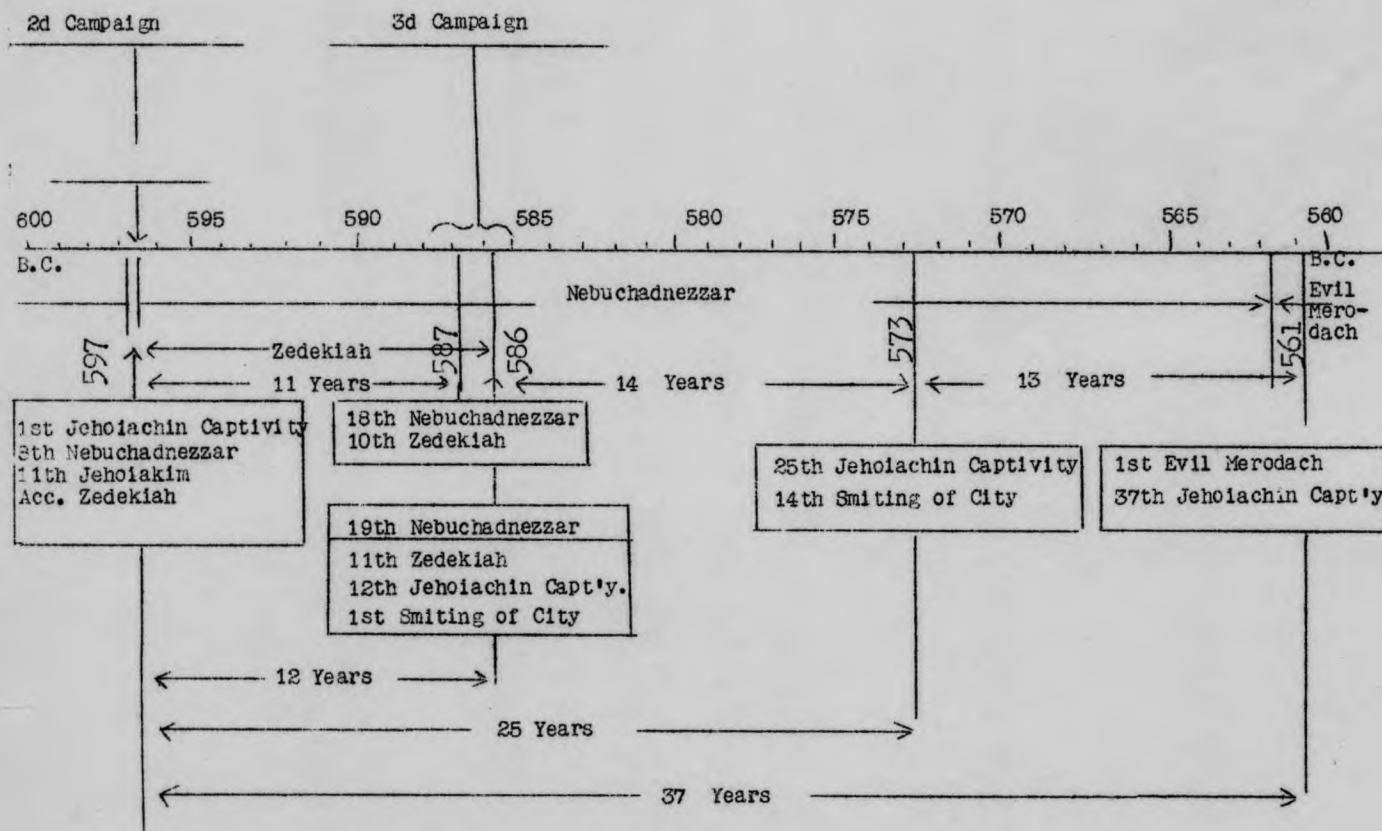 2d Campaign
3d Campaign
600 595 590 585 580 575 570 565 560
B.C.
B.C.
Nebuchadnezzar
Evil
Mero-
dach
597
Zedekiah
587
586
573
561
11 Years
14 Years
13 Years
1st Jehoiachin Captivity
8th Nebuchadnezzar
11th Jehoiakim
Acc. Zedekiah
18th Nebuchadnezzar
10th Zedekiah
19th Nebuchadnezzar
11th Zedekiah
12th Jehoiachin Capt'y.
1st Smiting of City
25th Jehoiachin Captivity
14th Smiting of City
1st Evil Merodach
37th Jehoiachin Capt'y
12 Years
25 Years
37 Years